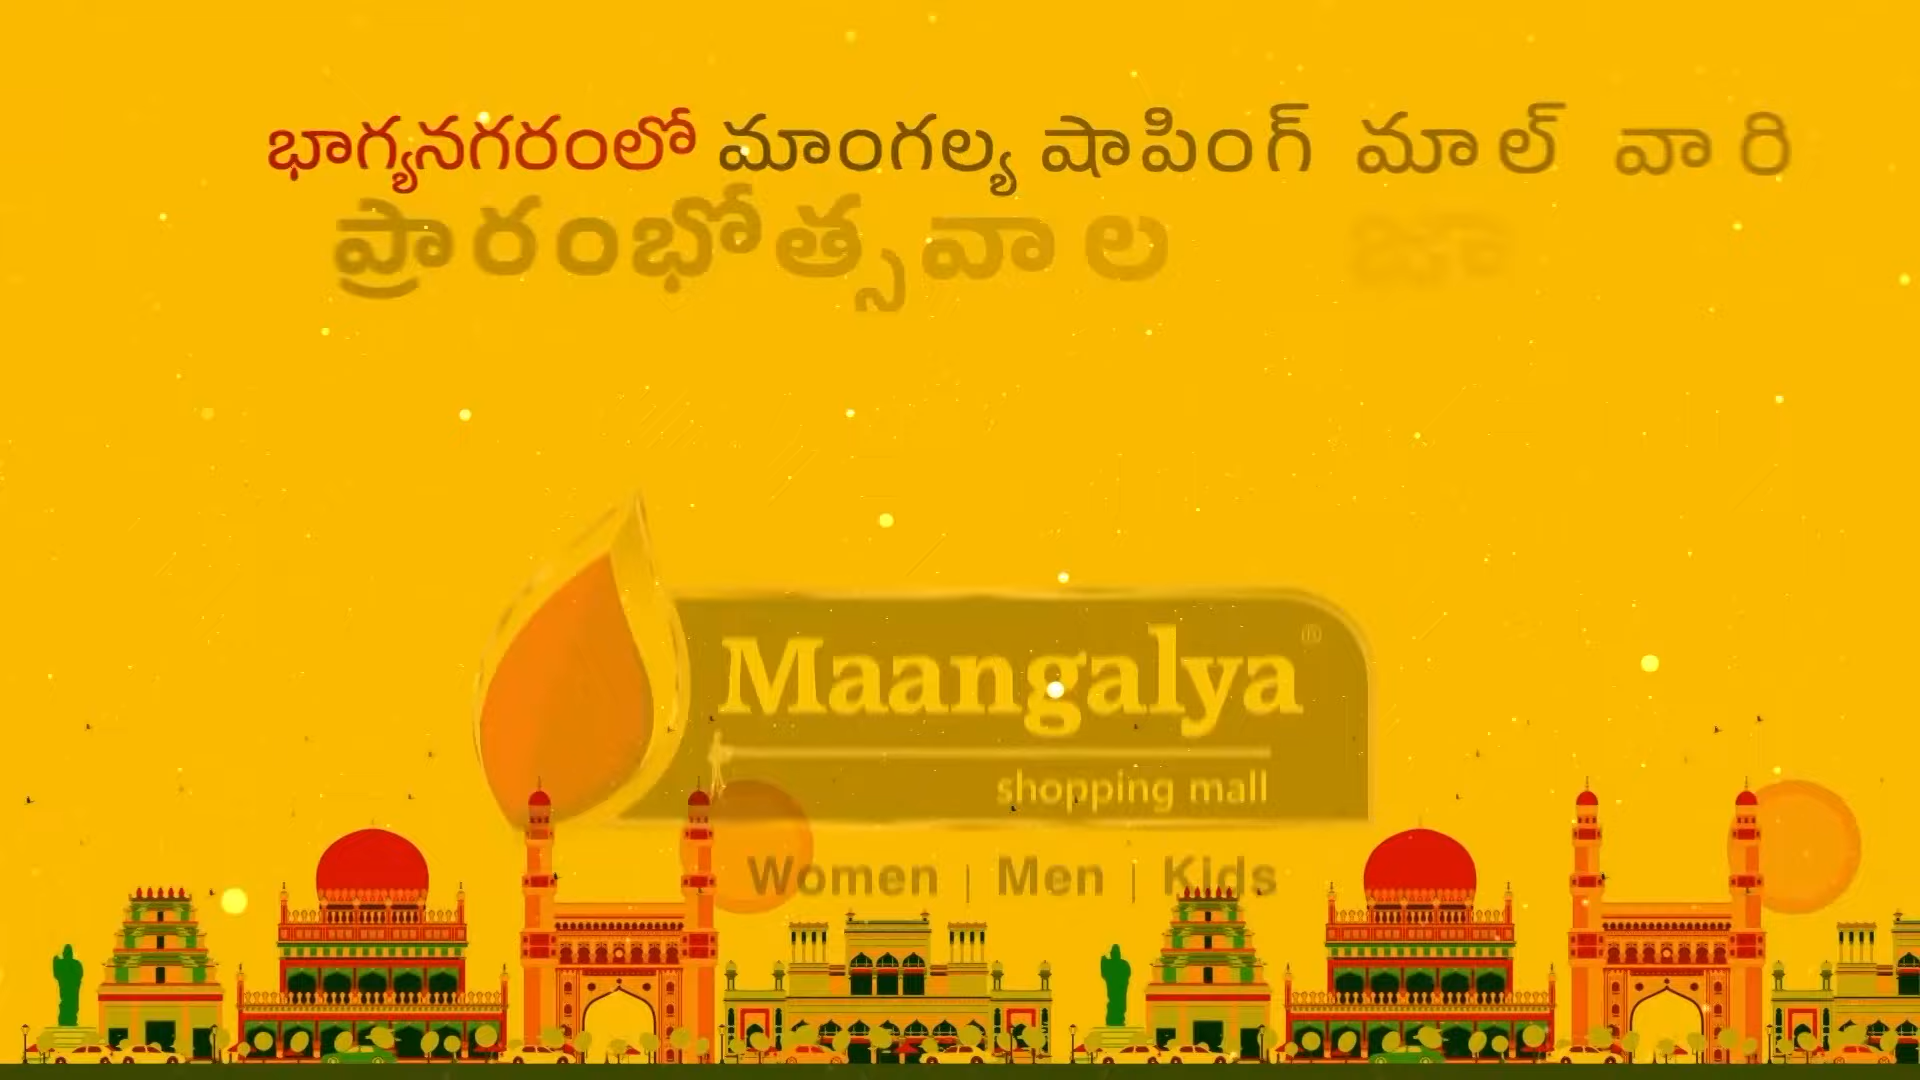 భాగ్యనగరంలో మాంగల్య షాపింగ్ మాల్ వారి
ప్రారంభోత్సవాల
Maangalya ®
shopping mall
Women | Men | Kids